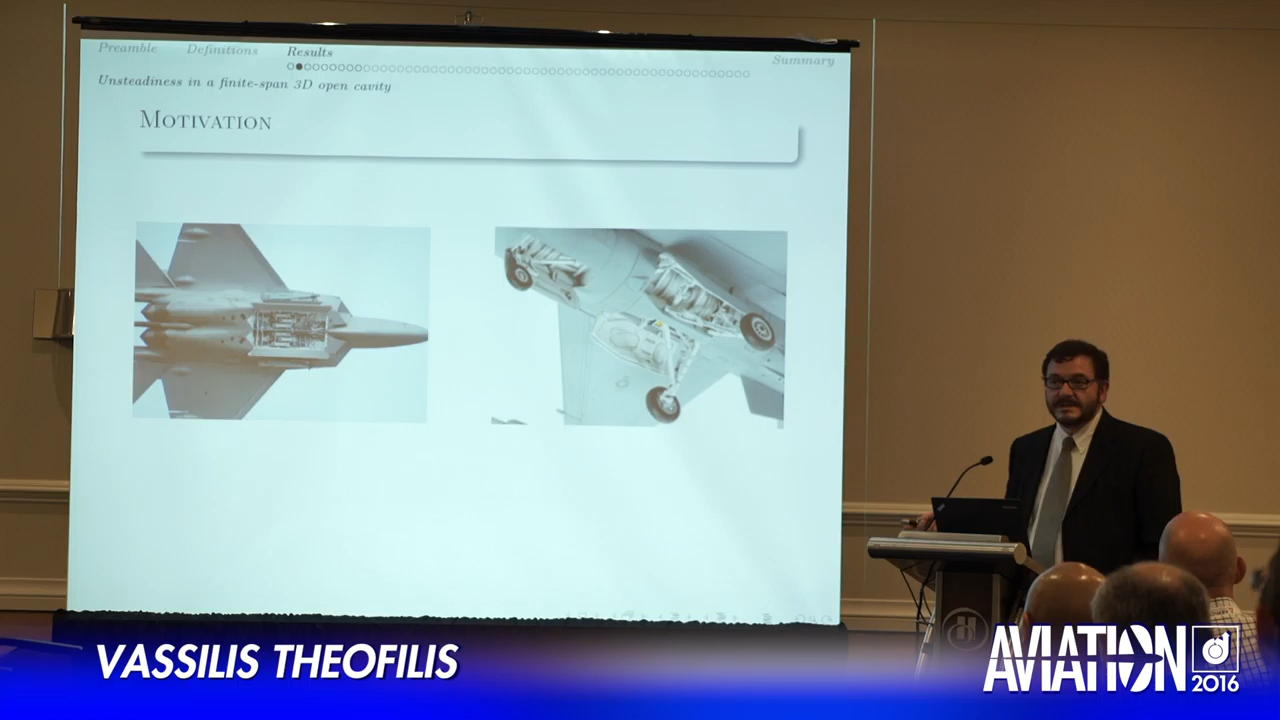 Preamble Definitions Results Summary
Unsteadiness in a finite-span 3D open cavity
MOTIVATION
VASSILIS THEOFILIS
AVIATION
2016